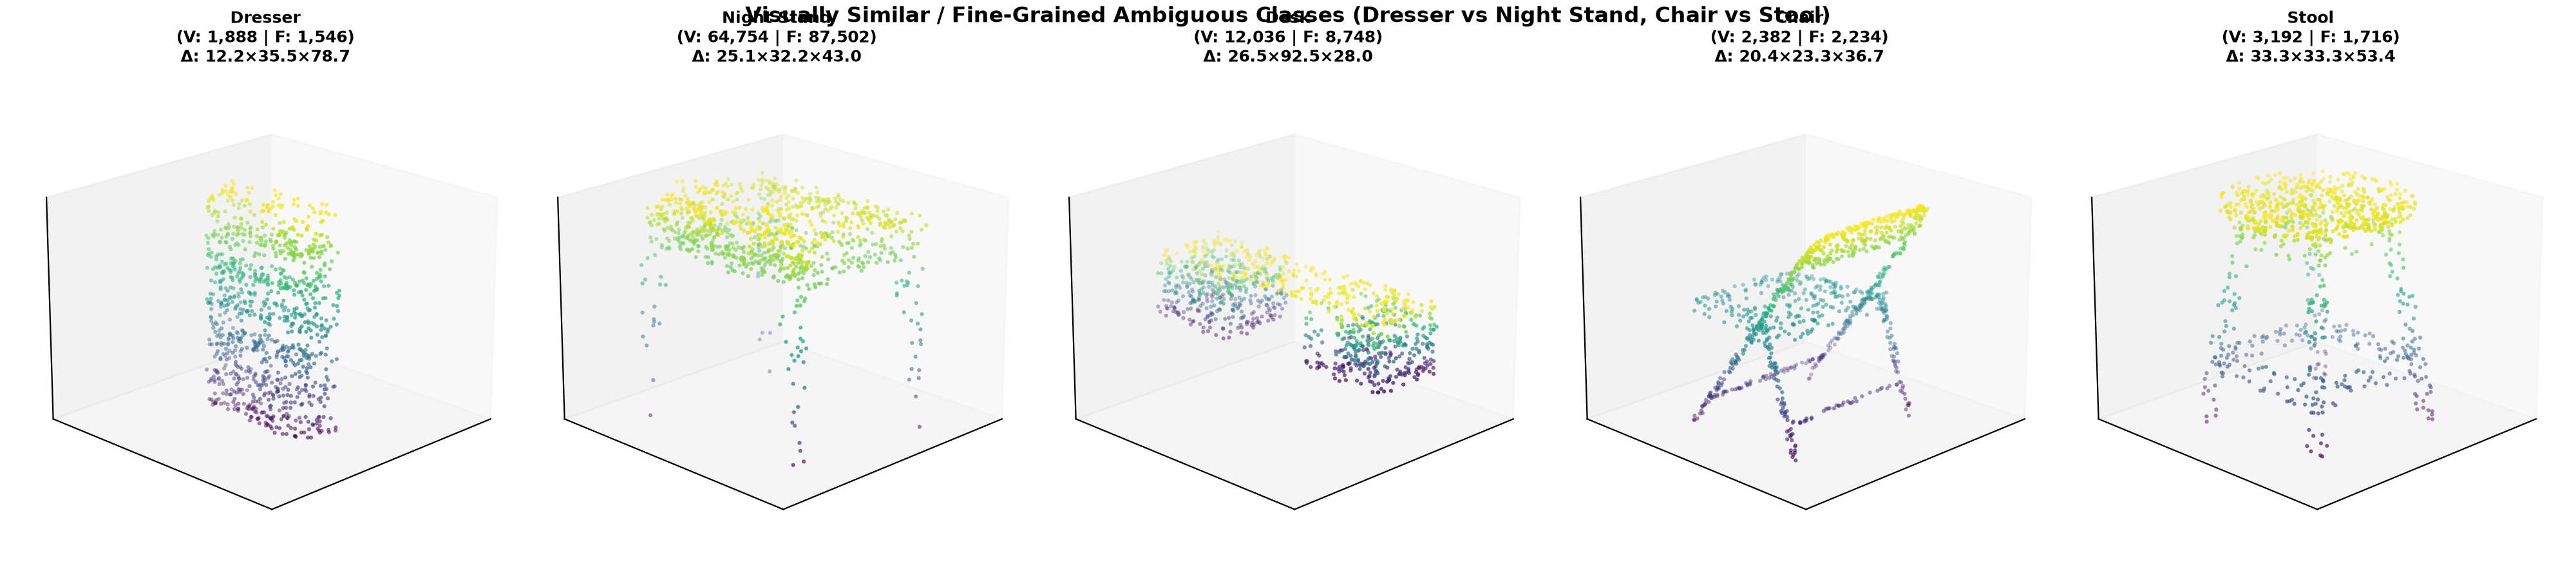 Visually Similar / Fine-Grained Ambiguous Classes (Dresser vs Night Stand, Chair vs Stool)
Dresser
(V: 1,888 | F: 1,546)
Δ: 12.2×35.5×78.7
Night Stand
(V: 64,754 | F: 87,502)
Δ: 25.1×32.2×43.0
Desk
(V: 12,036 | F: 8,748)
Δ: 26.5×92.5×28.0
Chair
(V: 2,382 | F: 2,234)
Δ: 20.4×23.3×36.7
Stool
(V: 3,192 | F: 1,716)
Δ: 33.3×33.3×53.4